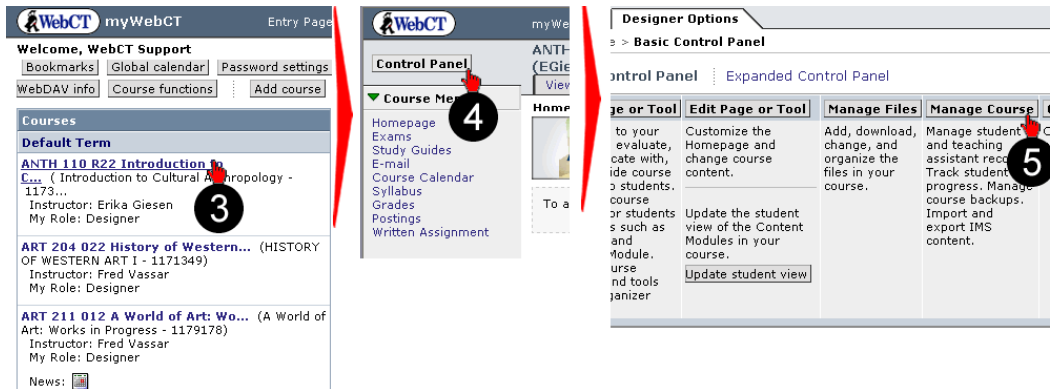 WebCT myWebCT Entry Page
Welcome, WebCT Support
Bookmarks Global calendar Password settings
WebDAV info Course functions Add course
Courses
Default Term
ANTH 110 R22 Introduction to
C... ( Introduction to Cultural Anthropology -
1173...
Instructor: Erika Giesen
My Role: Designer
3
ART 204 022 History of Western... (HISTORY
OF WESTERN ART I - 1171349)
Instructor: Fred Vassar
My Role: Designer
ART 211 012 A World of Art: Wo... (A World of
Art: Works in Progress - 1179178)
Instructor: Fred Vassar
My Role: Designer
News:
WebCT myWe
Control Panel
ANTH
(EGie
View
4
Course Me
Home
Homepage
Exams
Study Guides
E-mail
Course Calendar
Syllabus
Grades
Postings
Written Assignment
To a
Designer Options
> Basic Control Panel
ontrol Panel Expanded Control Panel
ge or Tool
to your
evaluate,
cate with,
ide course
o students.
course
or students
s such as
and
Module.
urse
nd tools
ganizer
Edit Page or Tool
Customize the
Homepage and
change course
content.
Update the student
view of the Content
Modules in your
course.
Update student view
Manage Files
Add, download,
change, and
organize the
files in your
course.
Manage Course
Manage student
and teaching
assistant reco
Track student
progress. Manage
course backups.
Import and
export IMS
content.
5